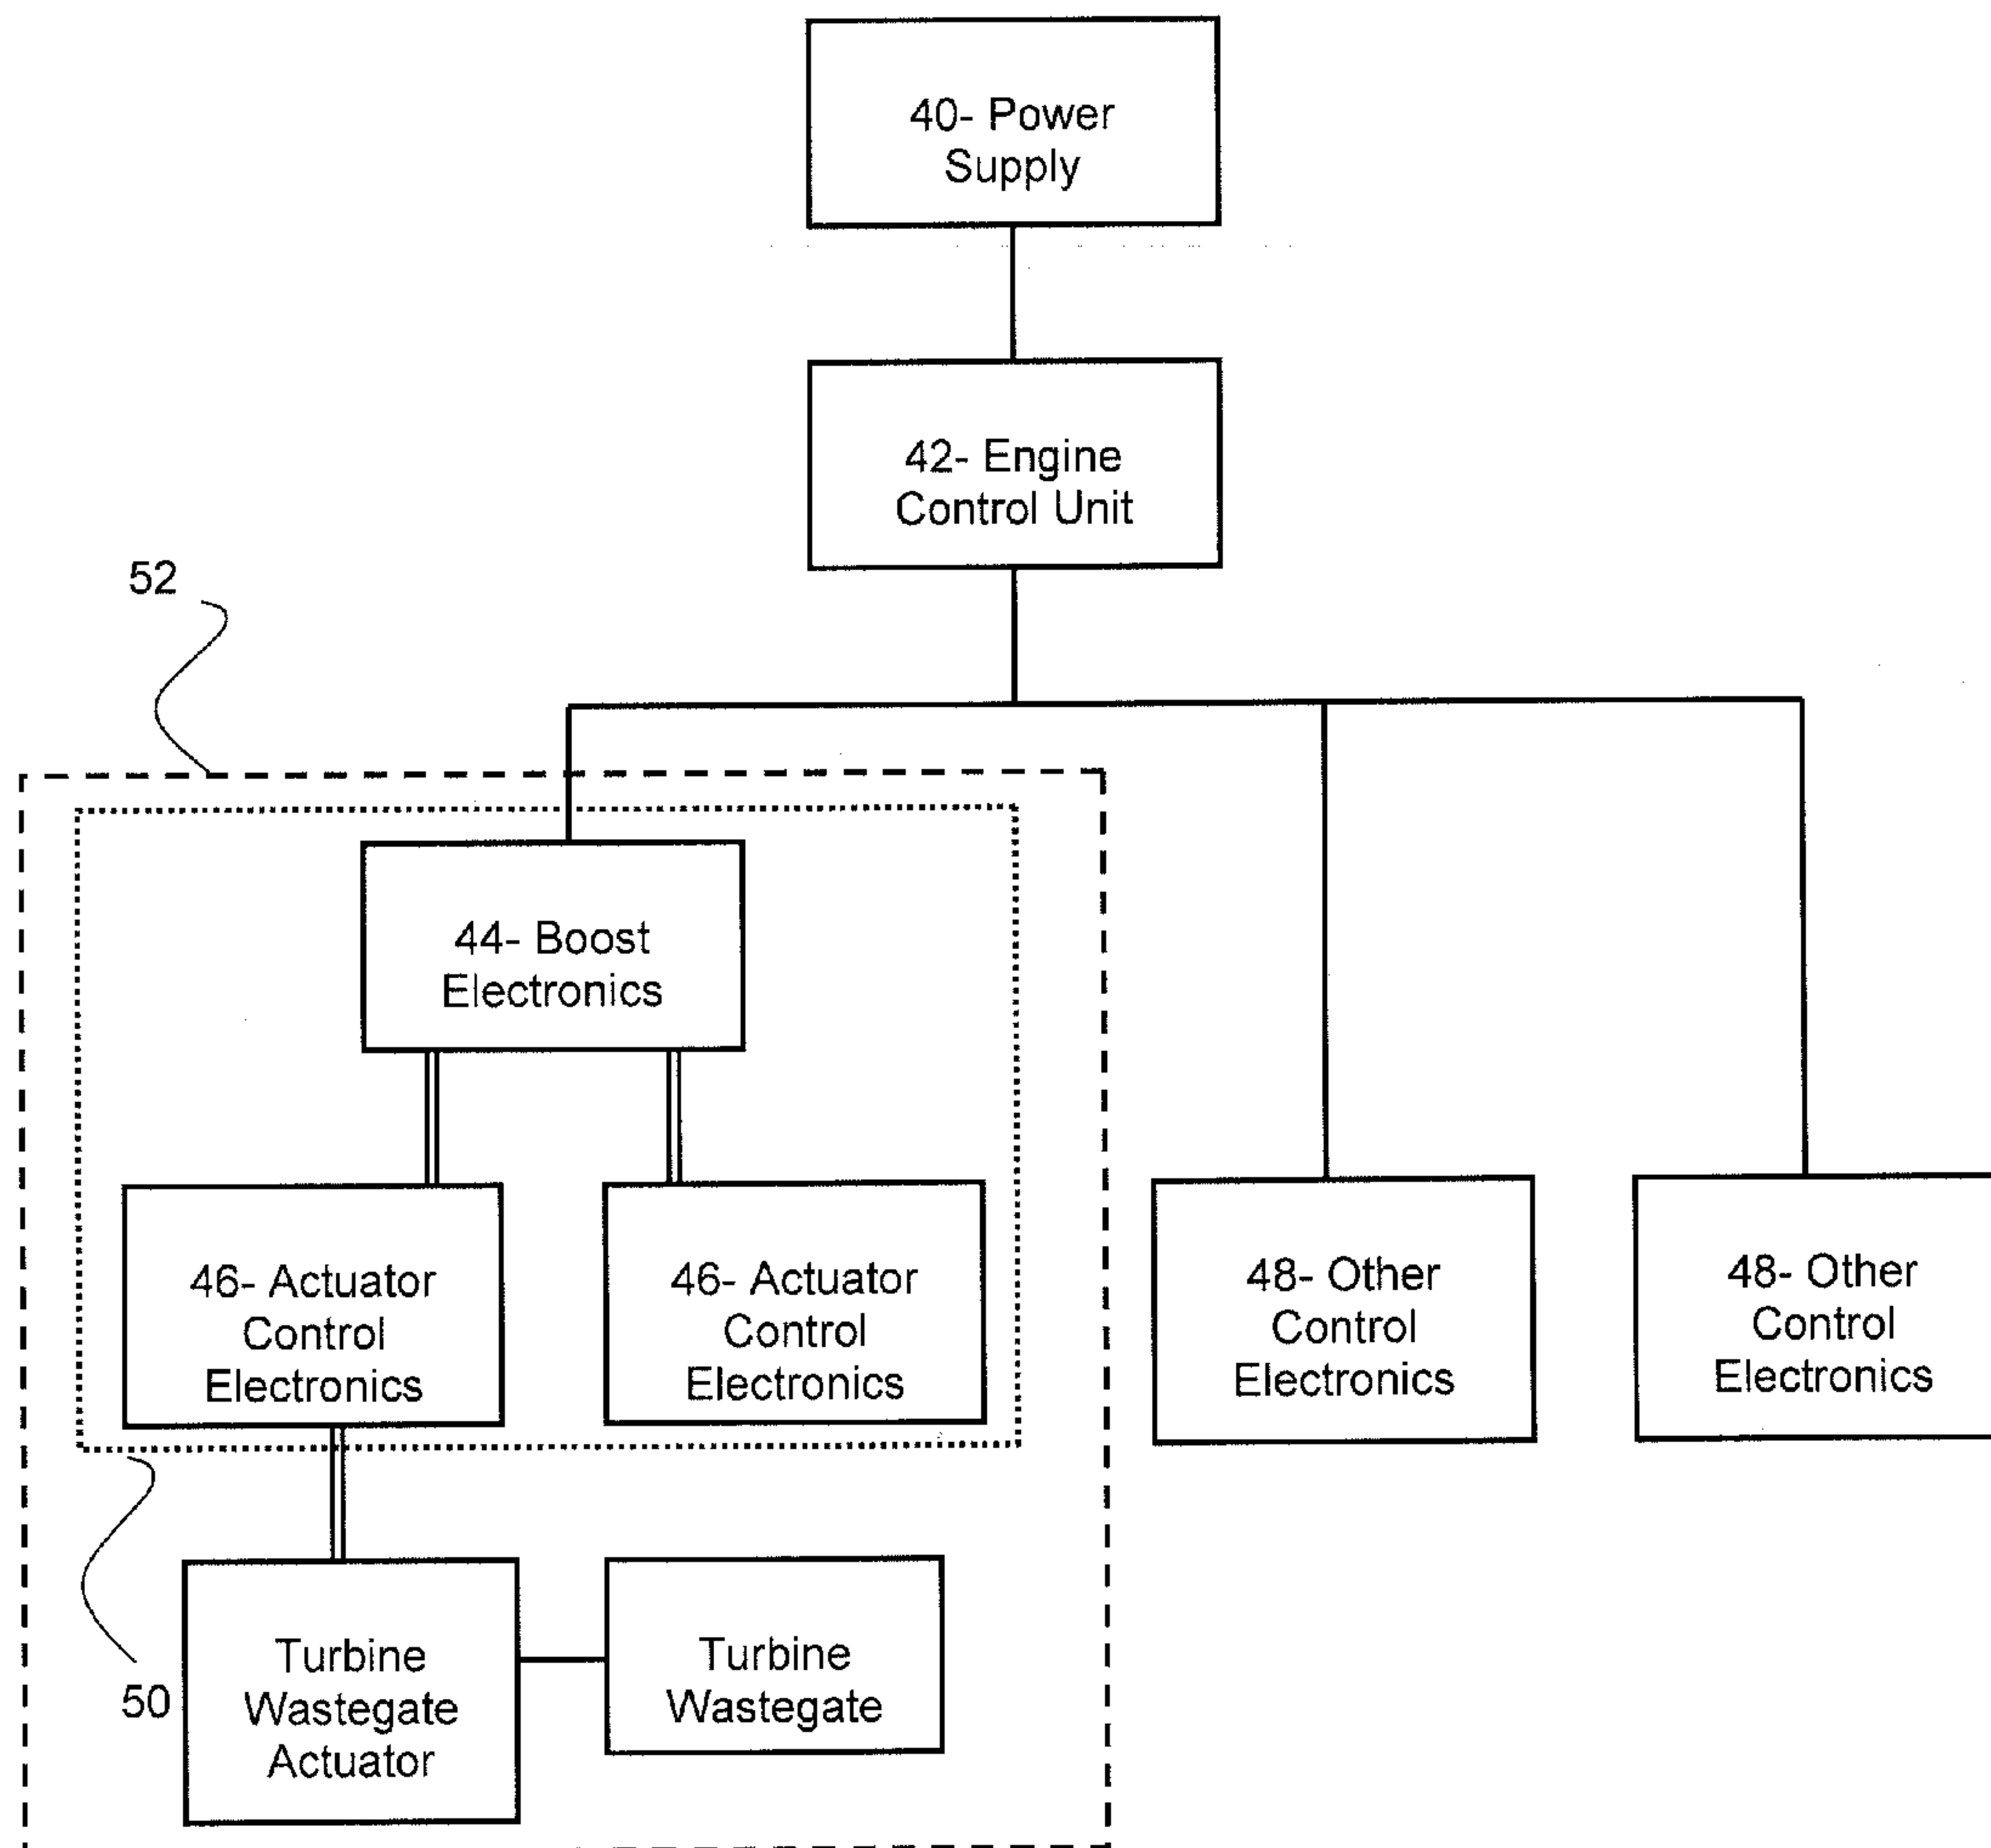 40- Power
Supply
42- Engine
Control Unit
52
44- Boost
Electronics
46- Actuator
Control
Electronics
46- Actuator
Control
Electronics
48- Other
Control
Electronics
48- Other
Control
Electronics
50
Turbine
Wastegate
Actuator
Turbine
Wastegate